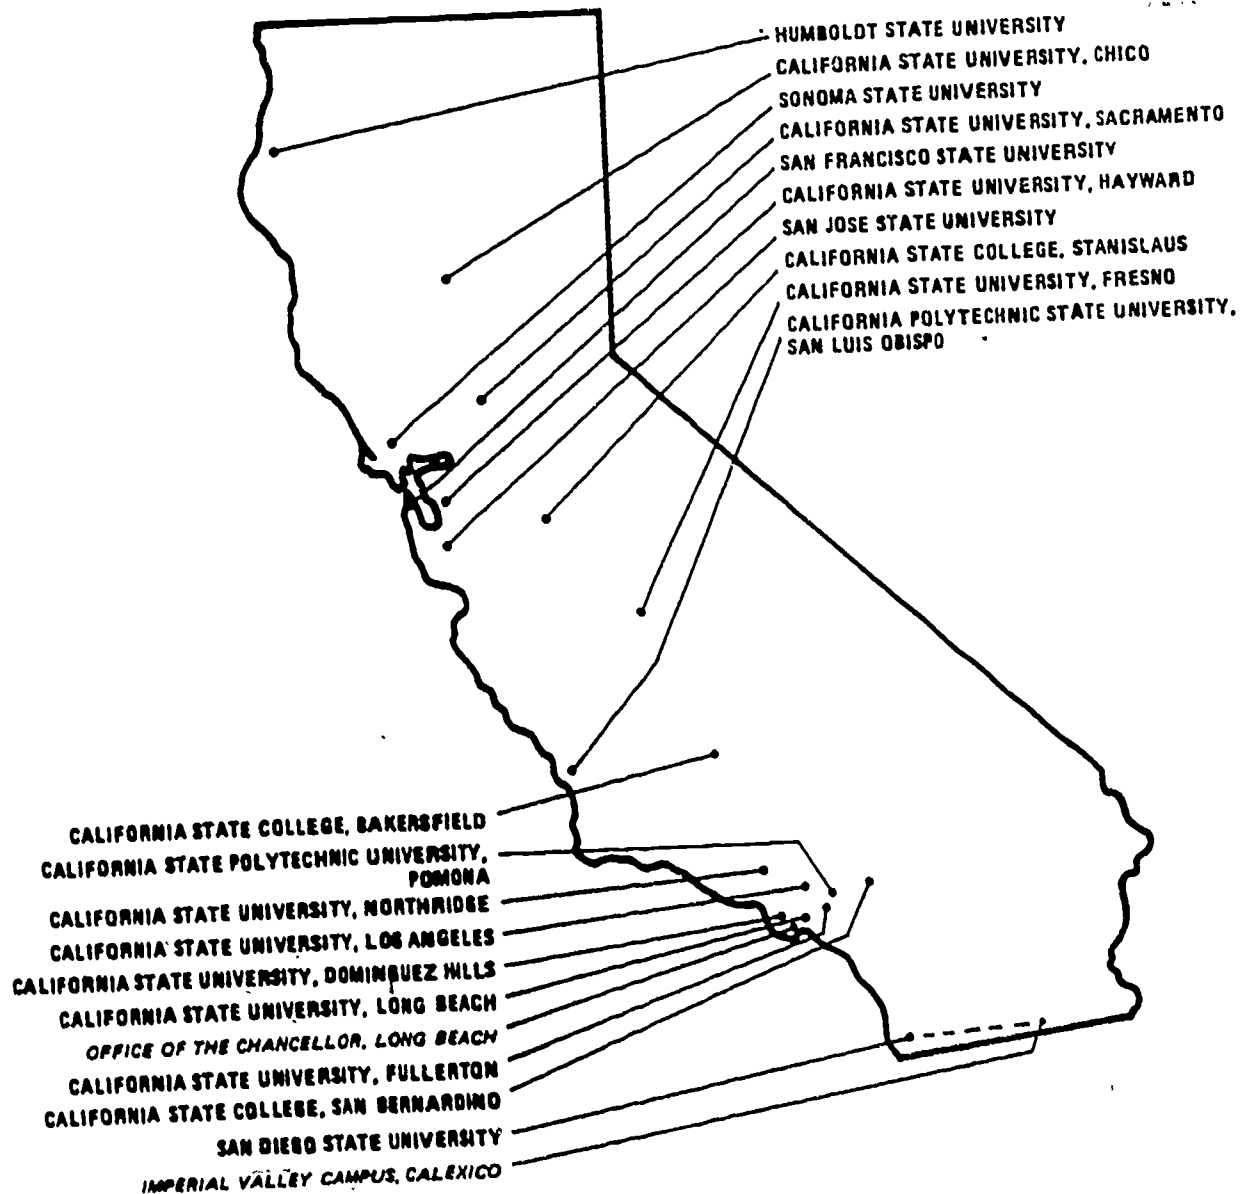 HUMBOLDT STATE UNIVERSITY
CALIFORNIA STATE UNIVERSITY, CHICO
SONOMA STATE UNIVERSITY
CALIFORNIA STATE UNIVERSITY, SACRAMENTO
SAN FRANCISCO STATE UNIVERSITY
CALIFORNIA STATE UNIVERSITY, HAYWARD
SAN JOSE STATE UNIVERSITY
CALIFORNIA STATE COLLEGE, STANISLAUS
CALIFORNIA STATE UNIVERSITY, FRESNO
CALIFORNIA POLYTECHNIC STATE UNIVERSITY,
SAN LUIS OBISPO
CALIFORNIA STATE COLLEGE, BAKERSFIELD
CALIFORNIA STATE POLYTECHNIC UNIVERSITY,
POMONA
CALIFORNIA STATE UNIVERSITY, NORTHRIDGE
CALIFORNIA STATE UNIVERSITY, LOS ANGELES
CALIFORNIA STATE UNIVERSITY, DOMINGUEZ HILLS
CALIFORNIA STATE UNIVERSITY, LONG BEACH
OFFICE OF THE CHANCELLOR, LONG BEACH
CALIFORNIA STATE UNIVERSITY, FULLERTON
CALIFORNIA STATE COLLEGE, SAN BERNARDINO
SAN DIEGO STATE UNIVERSITY
IMPERIAL VALLEY CAMPUS, CALEXICO